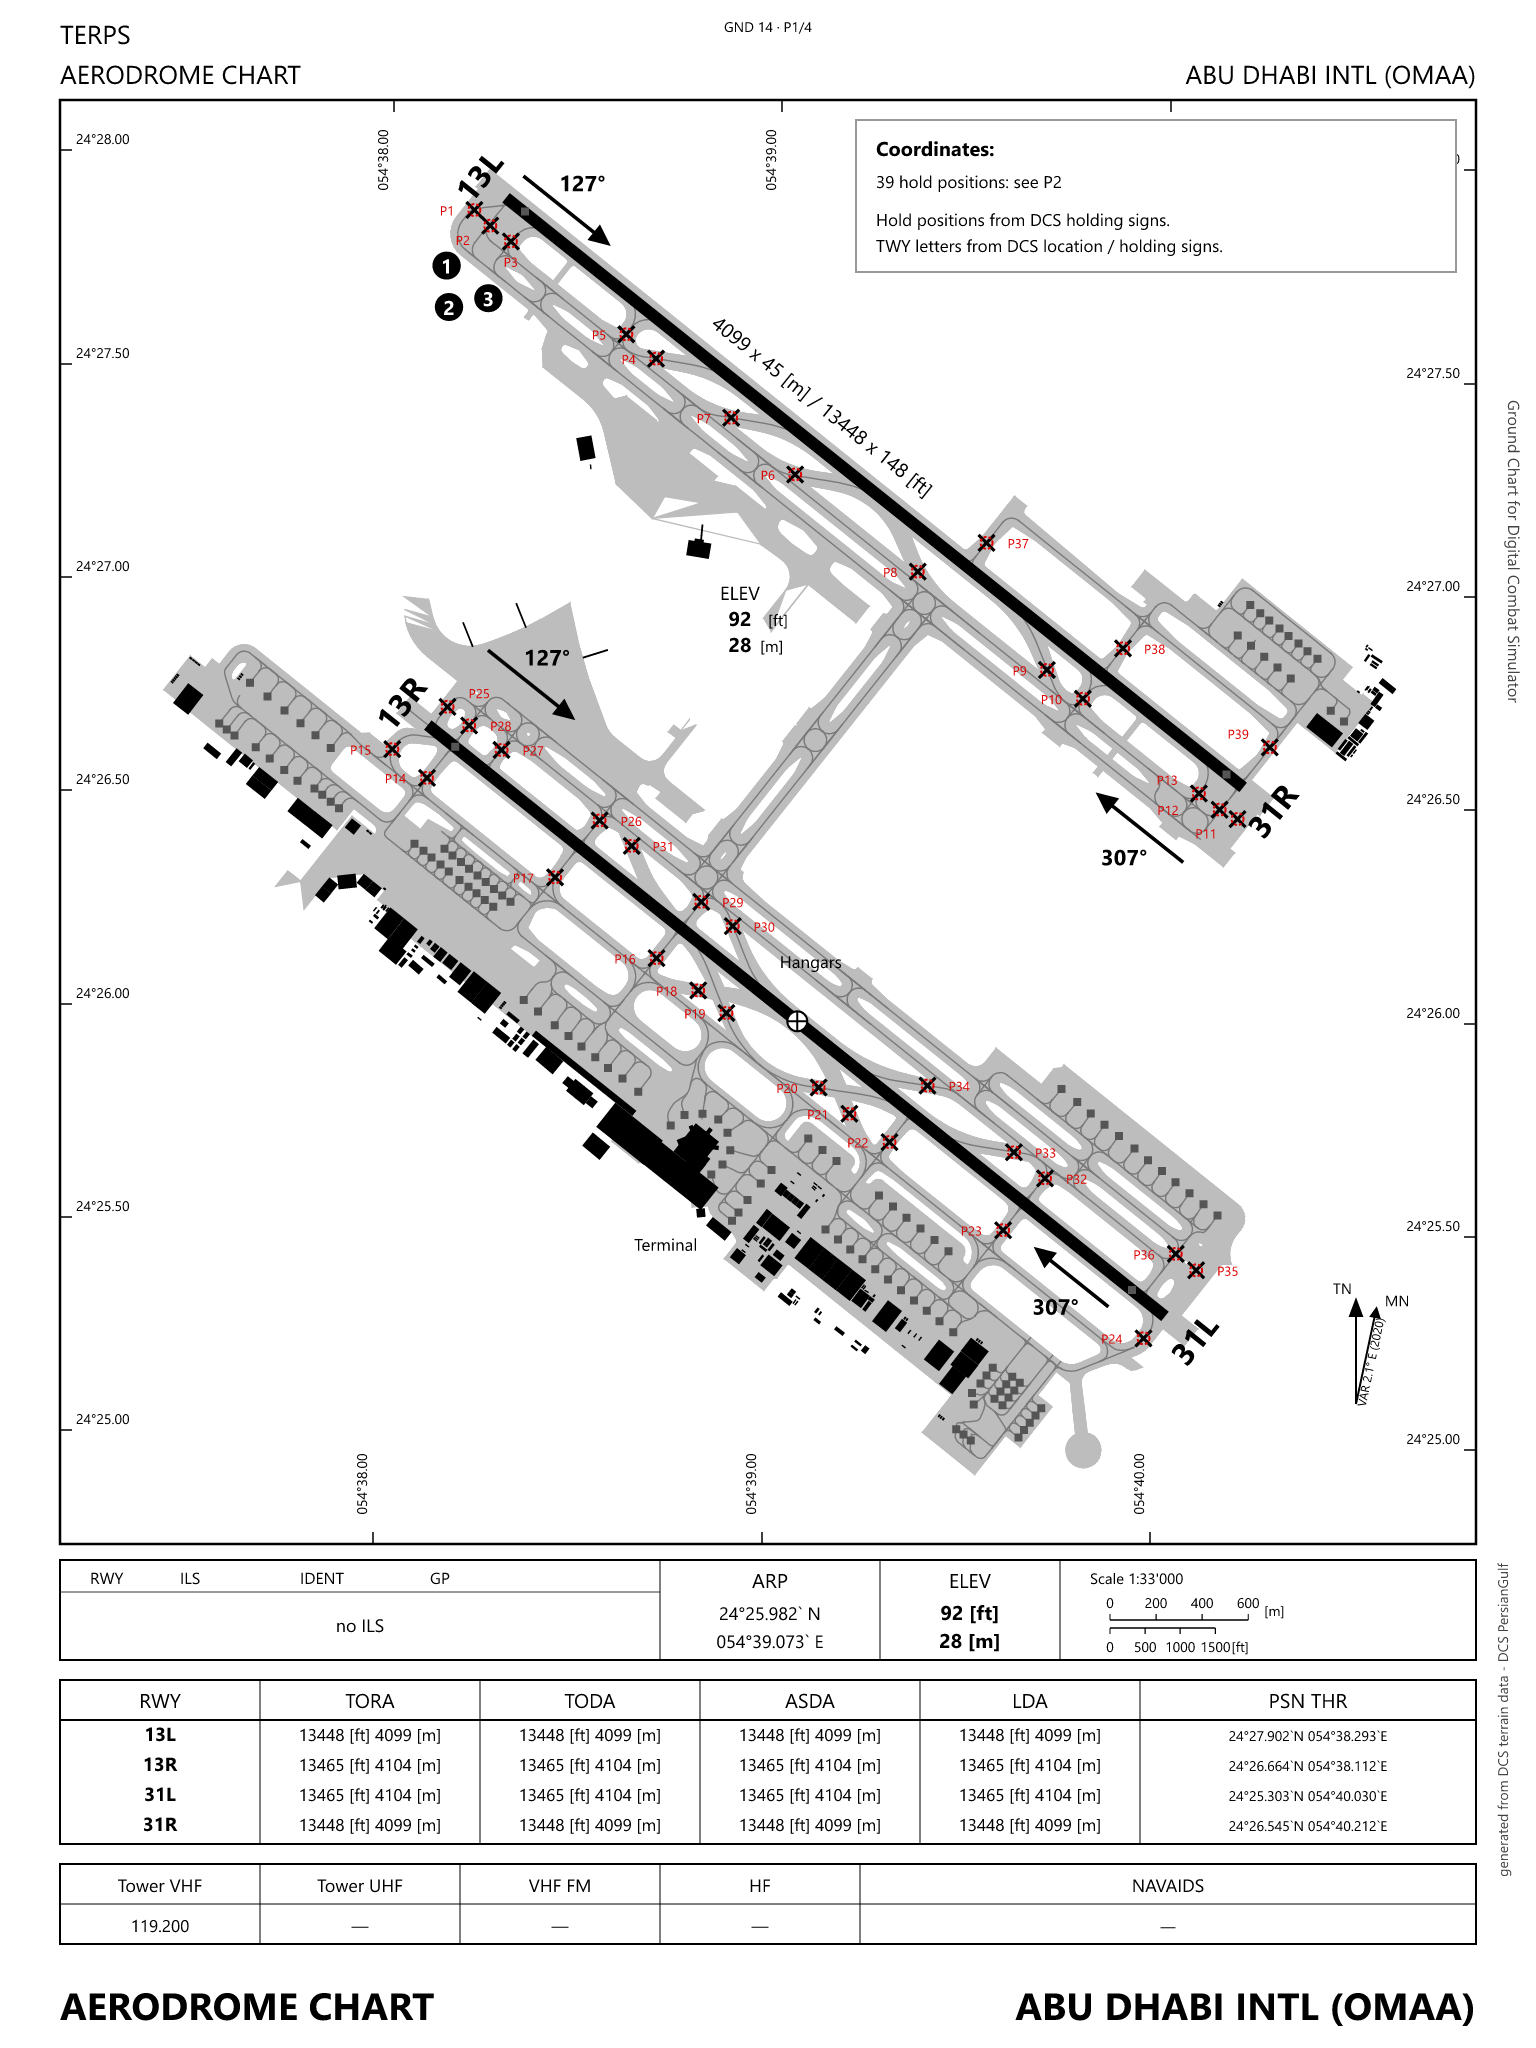 GND 14 · P1/4
TERPS
AERODROME CHART
ABU DHABI INTL (OMAA)
24°28.00
054°38.00
054°39.00
Coordinates:
39 hold positions: see P2
Hold positions from DCS holding signs.
TWY letters from DCS location / holding signs.
0
13L
127°
P1
P2
P3
1
2
3
4099 x 45 [m] / 13448 x 148 [ft]
P5
P4
24°27.50
24°27.50
P7
P6
P37
P8
24°27.00
24°27.00
ELEV
92 [ft]
28 [m]
127°
13R
P38
P9
P10
P25
P28
P27
P15
P14
P39
P13
P12
P11
31R
307°
24°26.50
24°26.50
P26
P31
P17
P29
P30
Hangars
P16
P18
P19
24°26.00
24°26.00
P20
P21
P22
P34
P33
P32
24°25.50
24°25.50
Terminal
P23
P36
P35
307°
P24
31L
TN
MN
VAR 2.1° E (2020)
24°25.00
24°25.00
054°38.00
054°39.00
054°40.00
Ground Chart for Digital Combat Simulator
generated from DCS terrain data - DCS PersianGulf
RWY ILS IDENT GP
no ILS
ARP
24°25.982` N
054°39.073` E
ELEV
92 [ft]
28 [m]
Scale 1:33'000
0 200 400 600 [m]
0 500 1000 1500[ft]
RWY TORA TODA ASDA LDA PSN THR
13L 13448 [ft] 4099 [m] 13448 [ft] 4099 [m] 13448 [ft] 4099 [m] 13448 [ft] 4099 [m] 24°27.902`N 054°38.293`E
13R 13465 [ft] 4104 [m] 13465 [ft] 4104 [m] 13465 [ft] 4104 [m] 13465 [ft] 4104 [m] 24°26.664`N 054°38.112`E
31L 13465 [ft] 4104 [m] 13465 [ft] 4104 [m] 13465 [ft] 4104 [m] 13465 [ft] 4104 [m] 24°25.303`N 054°40.030`E
31R 13448 [ft] 4099 [m] 13448 [ft] 4099 [m] 13448 [ft] 4099 [m] 13448 [ft] 4099 [m] 24°26.545`N 054°40.212`E
Tower VHF Tower UHF VHF FM HF NAVAIDS
119.200 — — — —
AERODROME CHART
ABU DHABI INTL (OMAA)